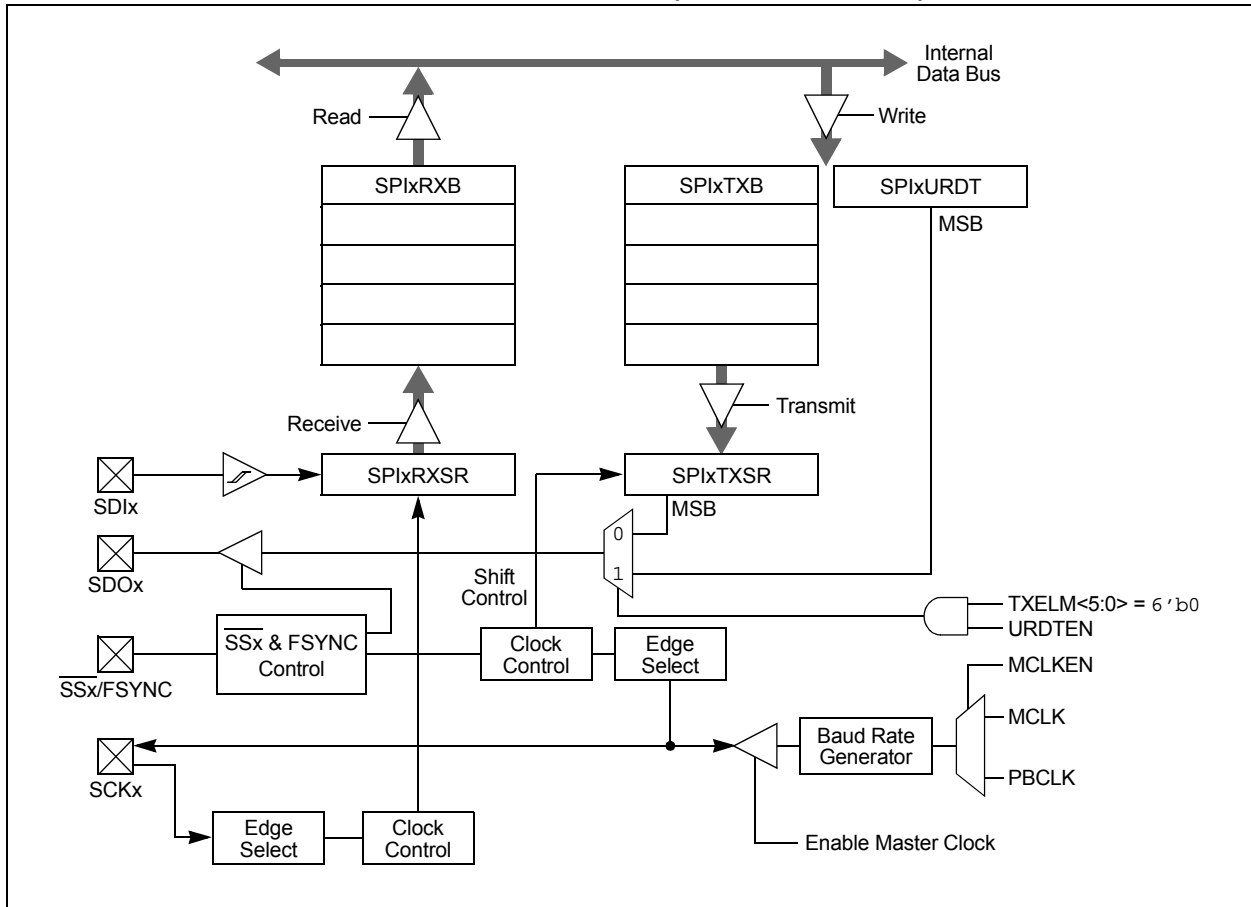 Internal
Data Bus
Read
Write
SPIxRXB
SPIxTXB
SPIxURDT
MSB
Receive
Transmit
SDIx
SPIxRXSR
SPIxTXSR
MSB
0
1
SDOx
Shift
Control
TXELM<5:0> = 6'b0
URDTEN
SSx & FSYNC
Control
SSx/FSYNC
Clock
Control
Edge
Select
MCLKEN
MCLK
Baud Rate
Generator
PBCLK
SCKx
Edge
Select
Clock
Control
Enable Master Clock